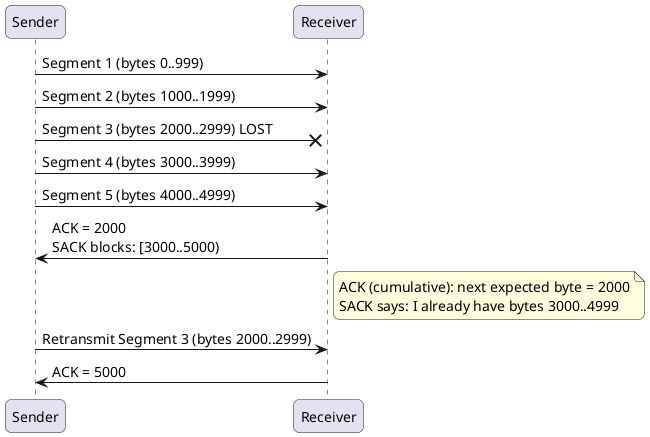 Sender Receiver
Segment 1 (bytes 0..999)
Segment 2 (bytes 1000..1999)
Segment 3 (bytes 2000..2999) LOST
Segment 4 (bytes 3000..3999)
Segment 5 (bytes 4000..4999)
ACK = 2000
SACK blocks: [3000..5000)
ACK (cumulative): next expected byte = 2000
SACK says: I already have bytes 3000..4999
Retransmit Segment 3 (bytes 2000..2999)
ACK = 5000
Sender Receiver